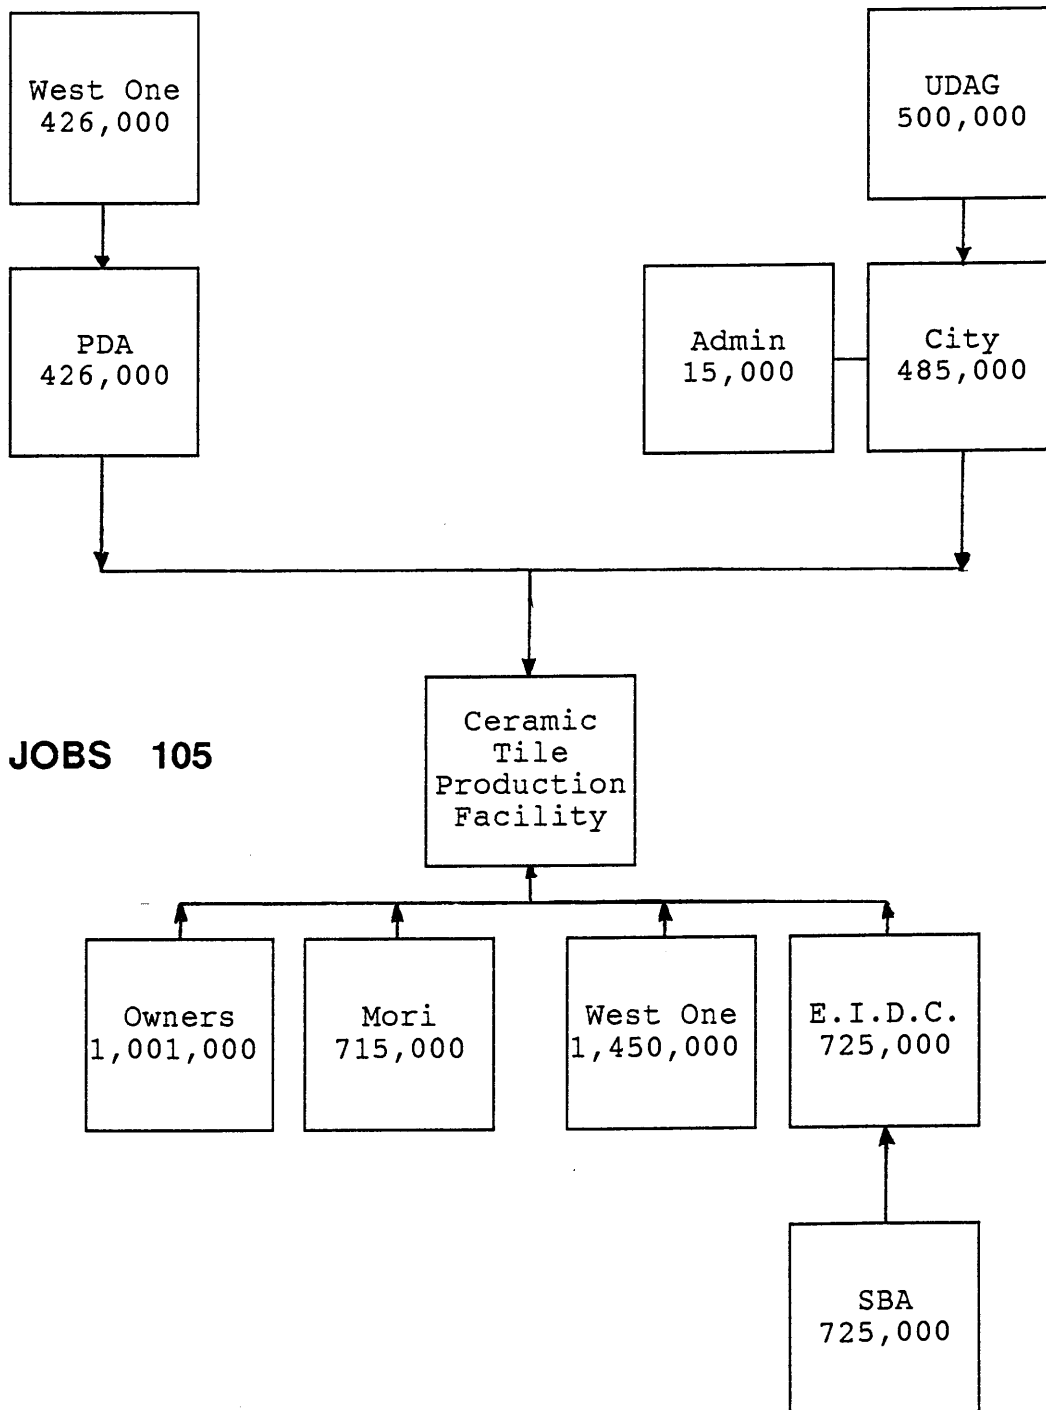 West One
426,000
UDAG
500,000
PDA
426,000
Admin
15,000
City
485,000
Ceramic
Tile
Production
Facility
JOBS 105
Owners
1,001,000
Mori
715,000
West One
1,450,000
E.I.D.C.
725,000
SBA
725,000